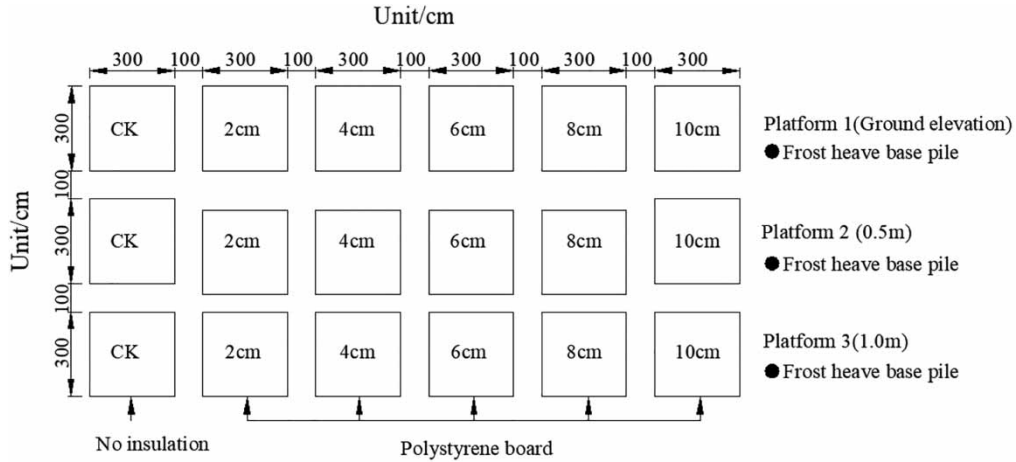 Unit/cm
300 100 300 100 300 100 300 100 300 100 300
Unit/cm
300
CK 2cm 4cm 6cm 8cm 10cm
Platform 1(Ground elevation)
●Frost heave base pile
100
300
CK 2cm 4cm 6cm 8cm 10cm
Platform 2 (0.5m)
●Frost heave base pile
100
300
CK 2cm 4cm 6cm 8cm 10cm
Platform 3(1.0m)
●Frost heave base pile
No insulation
Polystyrene board